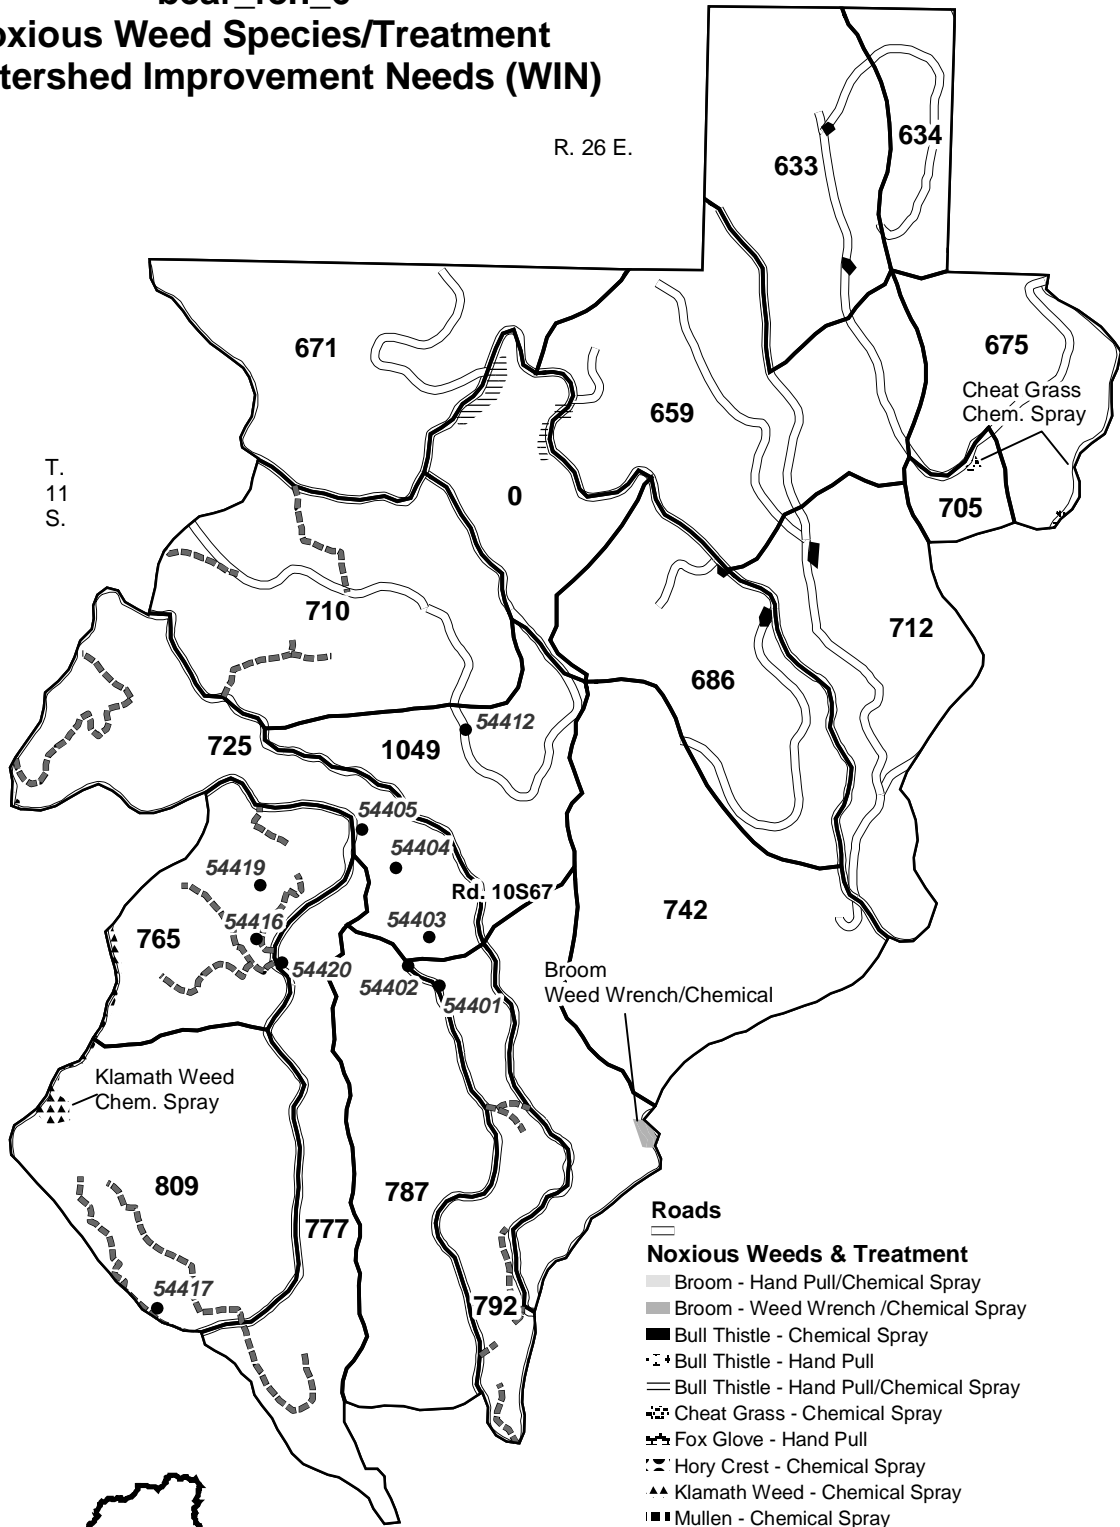 oxious Weed Species/Treatment
tershed Improvement Needs (WIN)
R. 26 E.
634
633
671
675
Cheat Grass
Chem. Spray
659
T.
11
S.
0
705
710
712
686
54412
725
1049
54405
54404
54419
Rd. 10S67
54416
54403
742
765
54420
54402
54401
Broom
Weed Wrench/Chemical
Klamath Weed
Chem. Spray
809
787
777
54417
792
Roads
Noxious Weeds & Treatment
Broom - Hand Pull/Chemical Spray
Broom - Weed Wrench /Chemical Spray
Bull Thistle - Chemical Spray
Bull Thistle - Hand Pull
Bull Thistle - Hand Pull/Chemical Spray
Cheat Grass - Chemical Spray
Fox Glove - Hand Pull
Hory Crest - Chemical Spray
Klamath Weed - Chemical Spray
Mullen - Chemical Spray